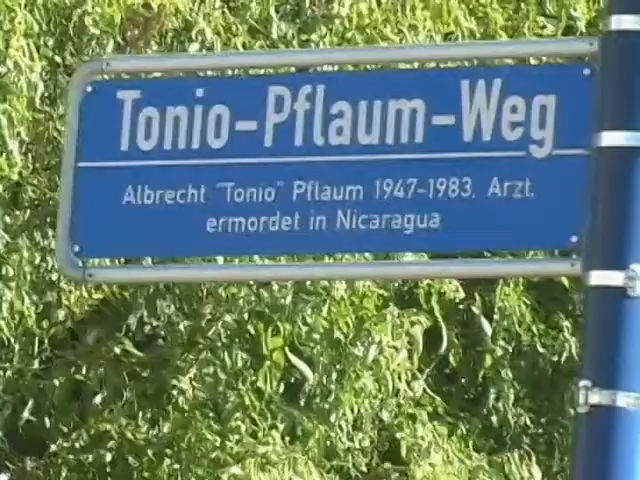 Tonio-Pflaum-Weg
Albrecht "Tonio" Pflaum 1947-1983. Arzt.
ermordet in Nicaragua